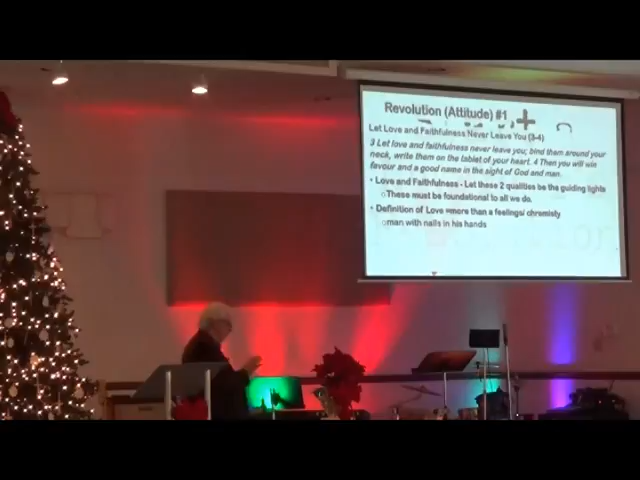 Revolution (Attitude) #1
Let Love and Faithfulness Never Leave You (3-4)
3 Let love and faithfulness never leave you; bind them around your
neck, write them on the tablet of your heart. 4 Then you will win
favour and a good name in the sight of God and man.
• Love and Faithfulness - Let these 2 qualities be the guiding lights
o These must be foundational to all we do.
• Definition of Love =more than a feelings/ chremisty
o man with nails in his hands